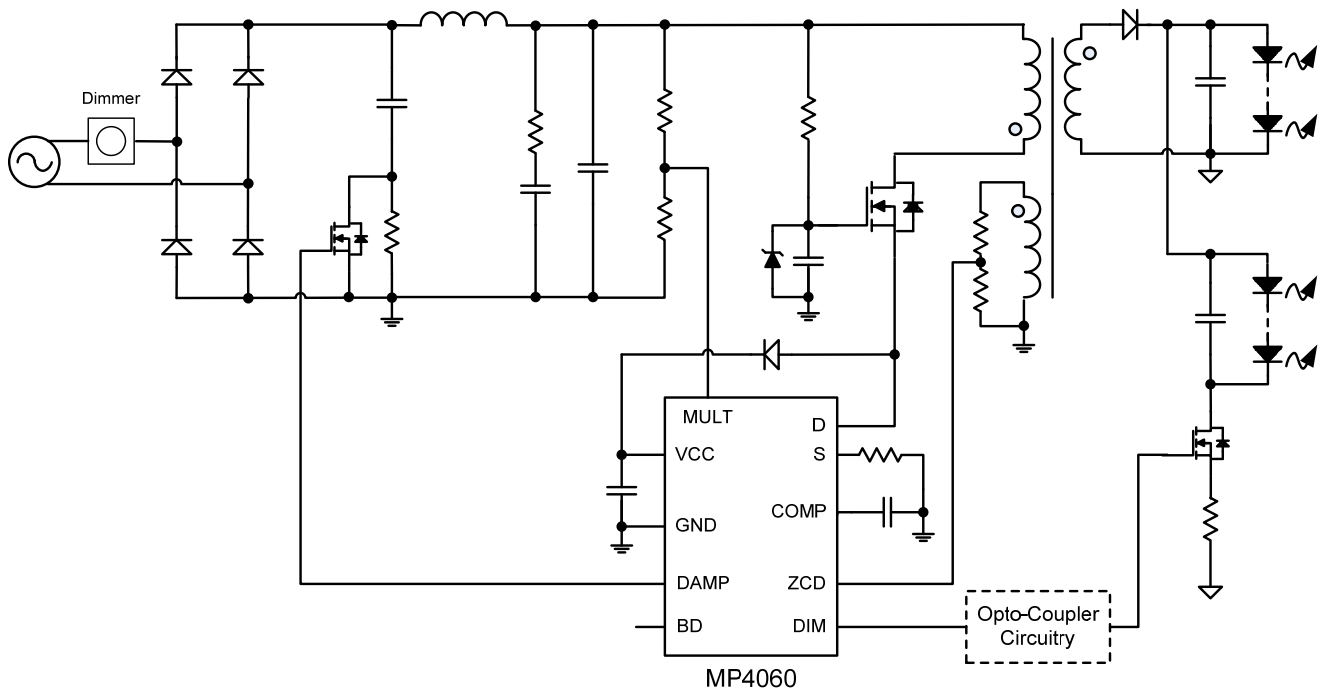 Dimmer
MULT
D
VCC
S
GND
COMP
DAMP
ZCD
BD
DIM
Opto-Coupler
Circuitry
MP4060